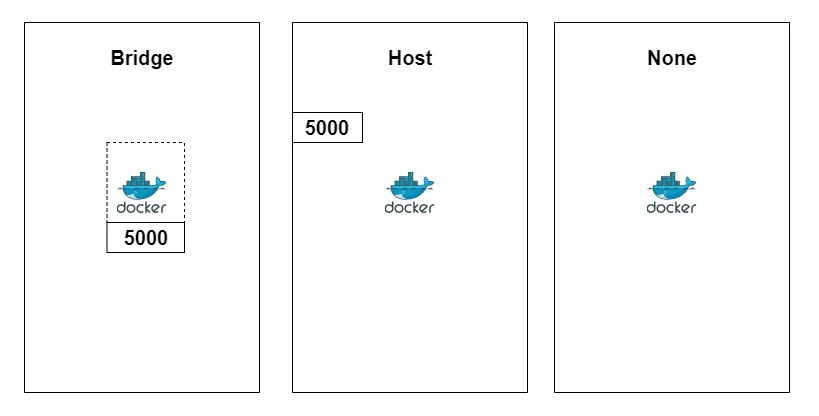 Bridge
docker
5000
Host
5000
docker
None
docker